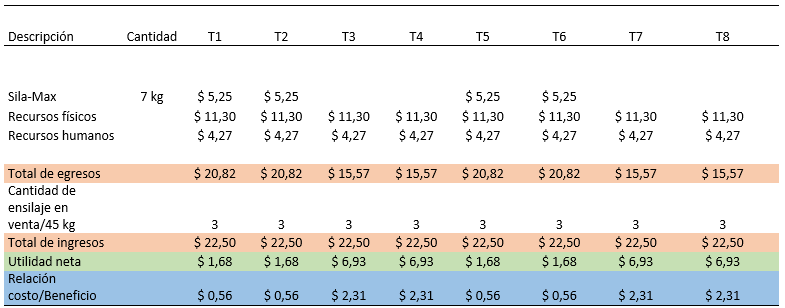 Descripción Cantidad T1 T2 T3 T4 T5 T6 T7 T8
Sila-Max 7 kg $ 5,25 $ 5,25 $ 5,25 $ 5,25
Recursos físicos $ 11,30 $ 11,30 $ 11,30 $ 11,30 $ 11,30 $ 11,30 $ 11,30 $ 11,30
Recursos humanos $ 4,27 $ 4,27 $ 4,27 $ 4,27 $ 4,27 $ 4,27 $ 4,27 $ 4,27
Total de egresos $ 20,82 $ 20,82 $ 15,57 $ 15,57 $ 20,82 $ 20,82 $ 15,57 $ 15,57
Cantidad de
ensilaje en
venta/45 kg 3 3 3 3 3 3 3 3
Total de ingresos $ 22,50 $ 22,50 $ 22,50 $ 22,50 $ 22,50 $ 22,50 $ 22,50 $ 22,50
Utilidad neta $ 1,68 $ 1,68 $ 6,93 $ 6,93 $ 1,68 $ 1,68 $ 6,93 $ 6,93
Relación
costo/Beneficio $ 0,56 $ 0,56 $ 2,31 $ 2,31 $ 0,56 $ 0,56 $ 2,31 $ 2,31